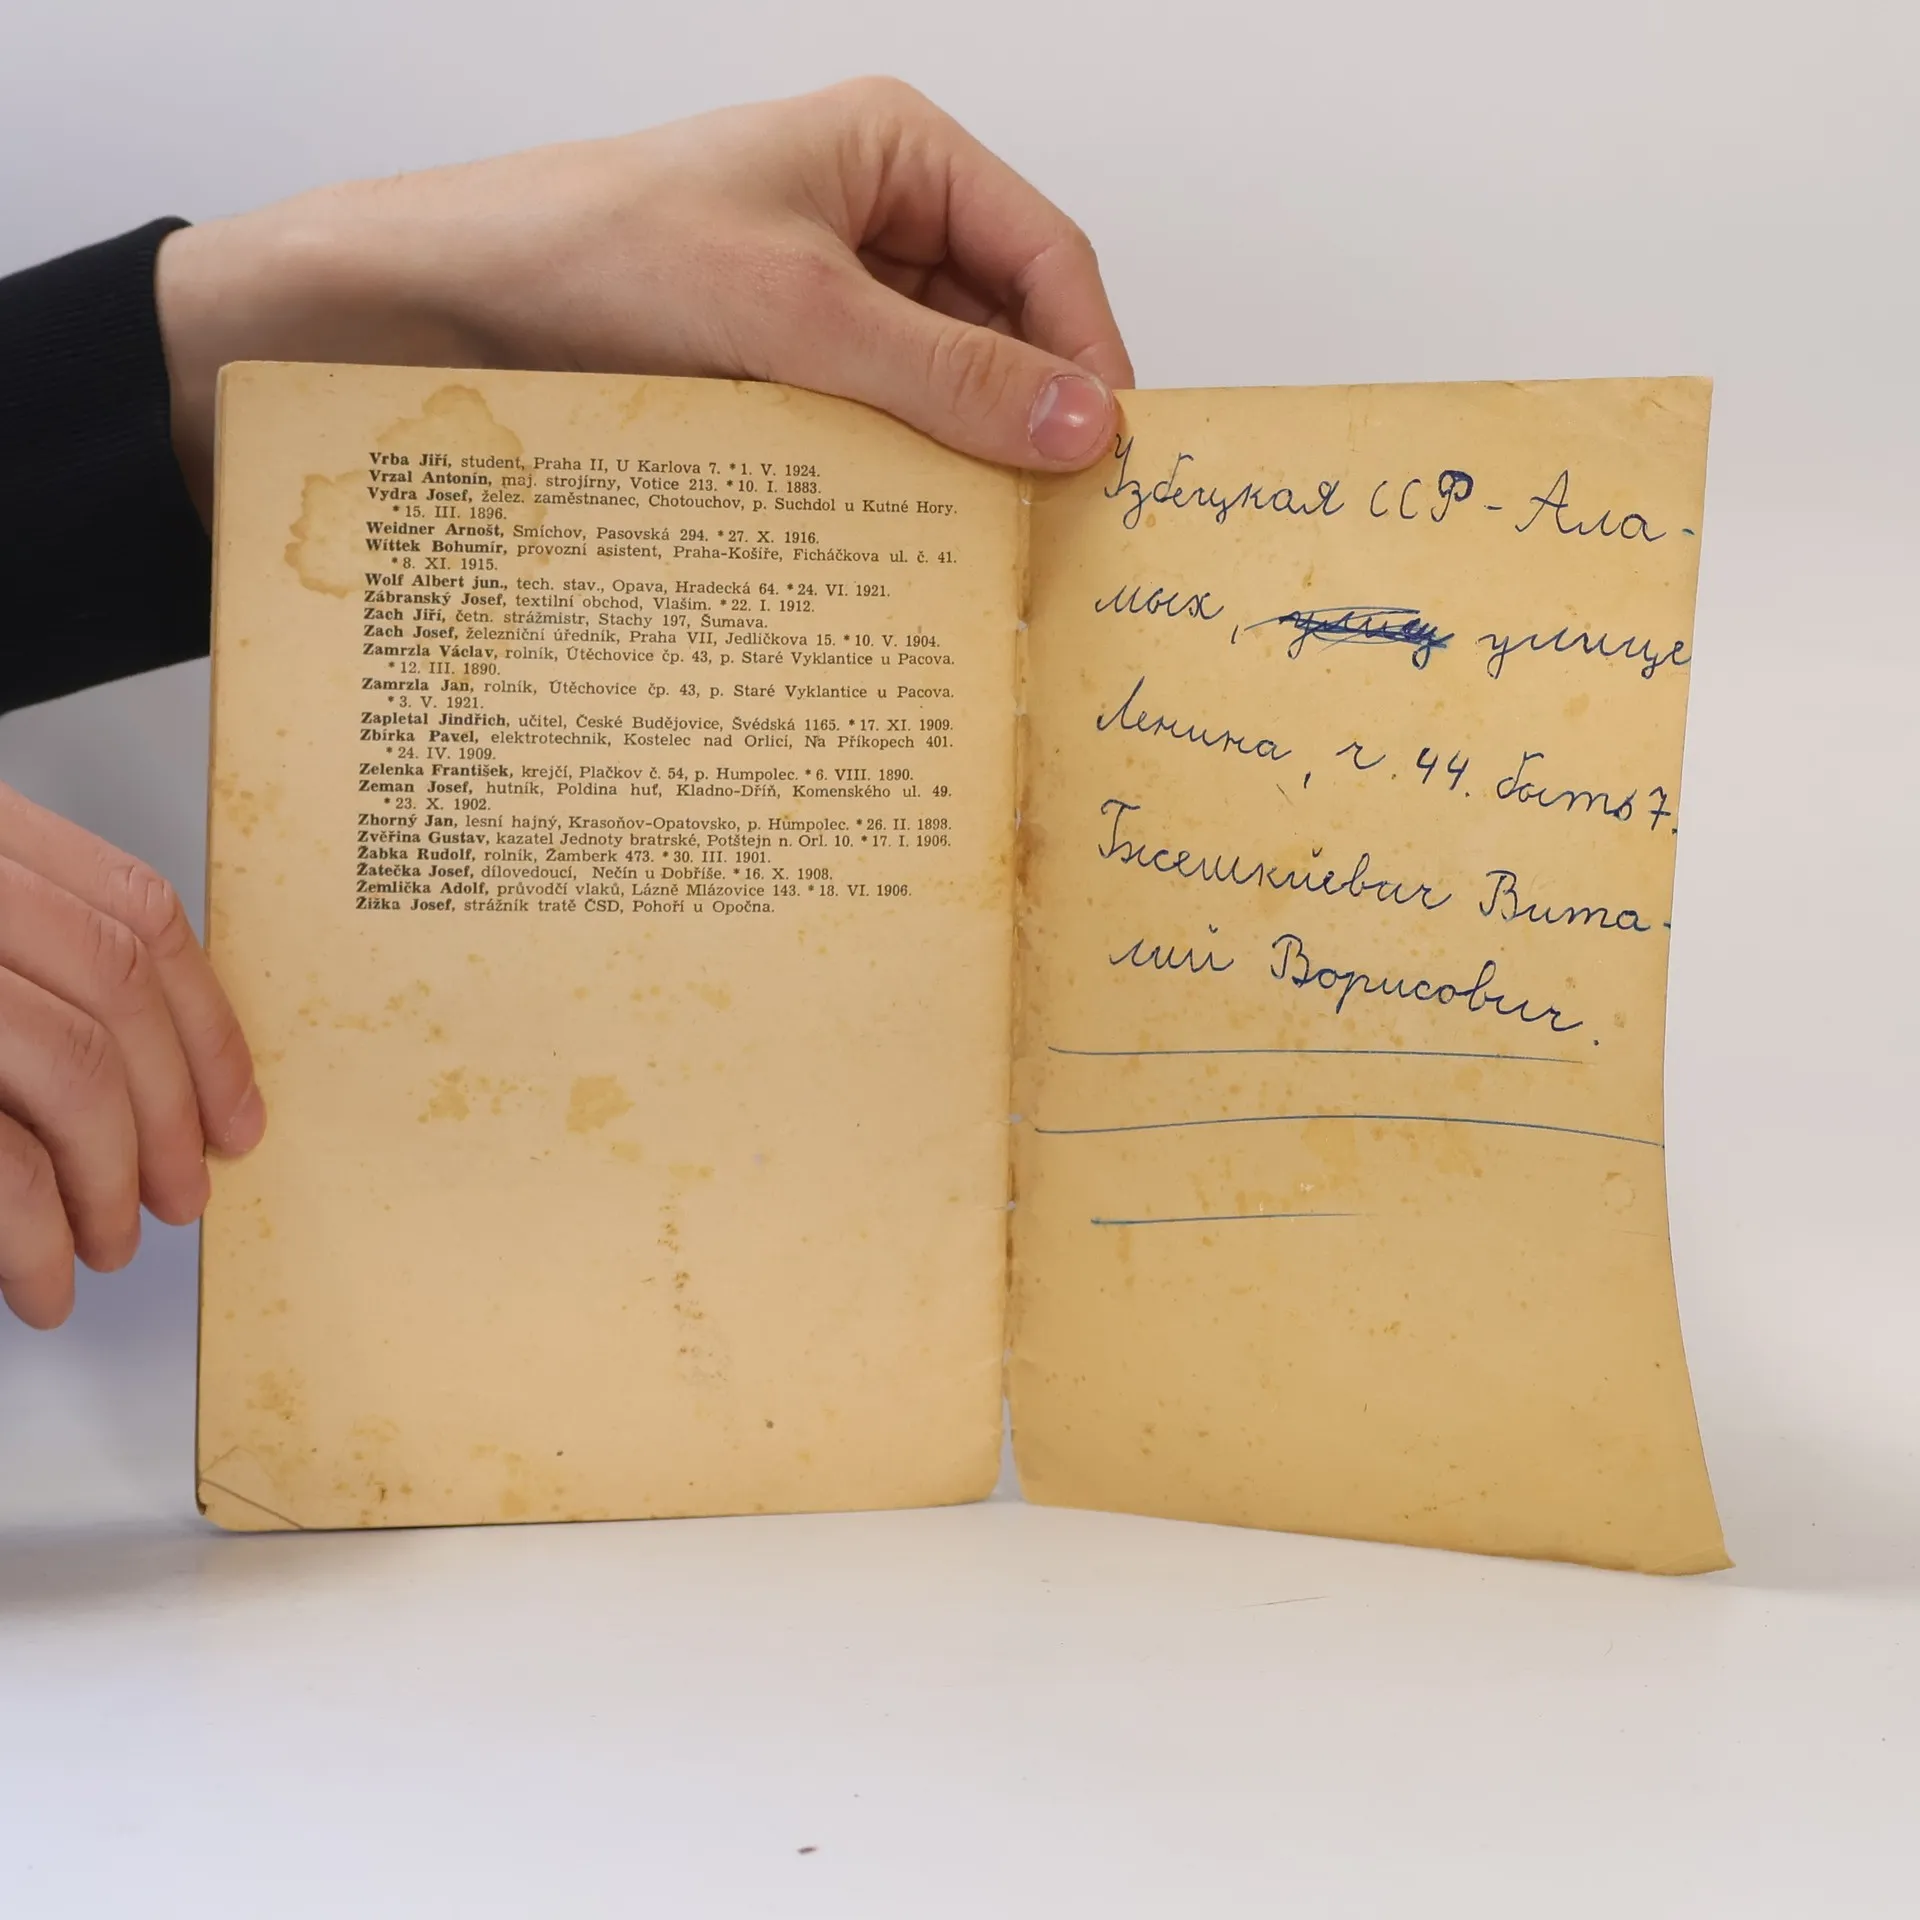 Vrba Jiří, student, Praha II, U Karlova 7. * 1. V. 1924.
Vrzal Antonín, maj. strojírny, Votice 213. * 10. I. 1883.
Vydra Josef, želez. zaměstnanec, Chotouchov, p. Suchdol u Kutné Hory.
* 15. III. 1896.
Weidner Arnošt, Smíchov, Pasovská 294. * 27. X. 1916.
Wittek Bohumír, provozní asistent, Praha-Košíře, Ficháčkova ul. č. 41.
* 8. XI. 1915.
Wolf Albert jun., tech. stav., Opava, Hradecká 64. * 24. VI. 1921.
Zábranský Josef, textilní obchod, Vlašim. * 22. I. 1912.
Zach Jiří, četn. strážmistr, Stachy 197, Šumava.
Zach Josef, železniční úředník, Praha VII, Jedličkova 15. * 10. V. 1904.
Zamrzla Václav, rolník, Útěchovice čp. 43, p. Staré Vyklantice u Pacova.
* 12. III. 1890.
Zamrzla Jan, rolník, Útěchovice čp. 43, p. Staré Vyklantice u Pacova.
* 3. V. 1921.
Zapletal Jindřich, učitel, České Budějovice, Švédská 1165. * 17. XI. 1909.
Zbírka Pavel, elektrotechnik, Kostelec nad Orlicí, Na Příkopech 401.
* 24. IV. 1909.
Zelenka František, krejčí, Plačkov č. 54, p. Humpolec. * 6. VIII. 1890.
Zeman Josef, hutník, Poldina huť, Kladno-Dříň, Komenského ul. 49.
* 23. X. 1902.
Zhorný Jan, lesní hajný, Krasoňov-Opatovsko, p. Humpolec. * 26. II. 1898.
Zvěřina Gustav, kazatel Jednoty bratrské, Potštejn n. Orl. 10. * 17. I. 1906.
Žabka Rudolf, rolník, Žamberk 473. * 30. III. 1901.
Žatečka Josef, dílovedoucí, Nečín u Dobříše. * 16. X. 1908.
Žemlička Adolf, průvodčí vlaků, Lázně Mlázovice 143. * 18. VI. 1906.
Žižka Josef, strážník tratě ČSD, Pohoří u Opočna.
Узбецкая ССР - Ала-
мых, улице
Ленина, ч. 44. бытъ 7.
Бжешкйевич Вита-
лий Ворисович.